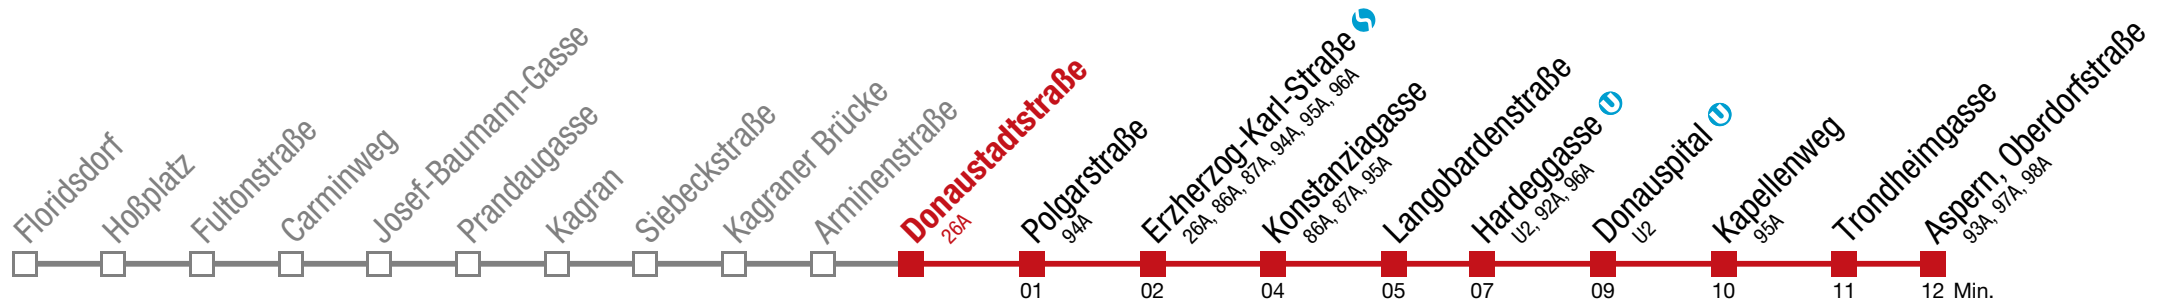 Floridsdorf
Hoßplatz
Fultonstraße
Carminweg
Josef-Baumann-Gasse
Prandaugasse
Kagran
Siebeckstraße
Kagraner Brücke
Arminenstraße
Donaustadtstraße
26A
Polgarstraße
94A
Erzherzog-Karl-Straße
26A, 86A, 87A, 94A, 95A, 96A
Konstanziagasse
86A, 87A, 95A
Langobardenstraße
Hardeggasse U
U2, 92A, 96A
Donauspital U
U2
Kapellenweg
95A
Trondheimgasse
Aspern, Oberdorfstraße
93A, 97A, 98A
01 02 04 05 07 09 10 11 12 Min.